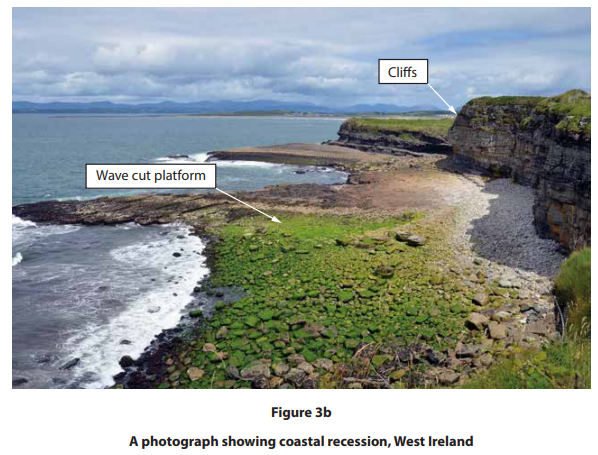 Cliffs
Wave cut platform
Figure 3b
A photograph showing coastal recession, West Ireland